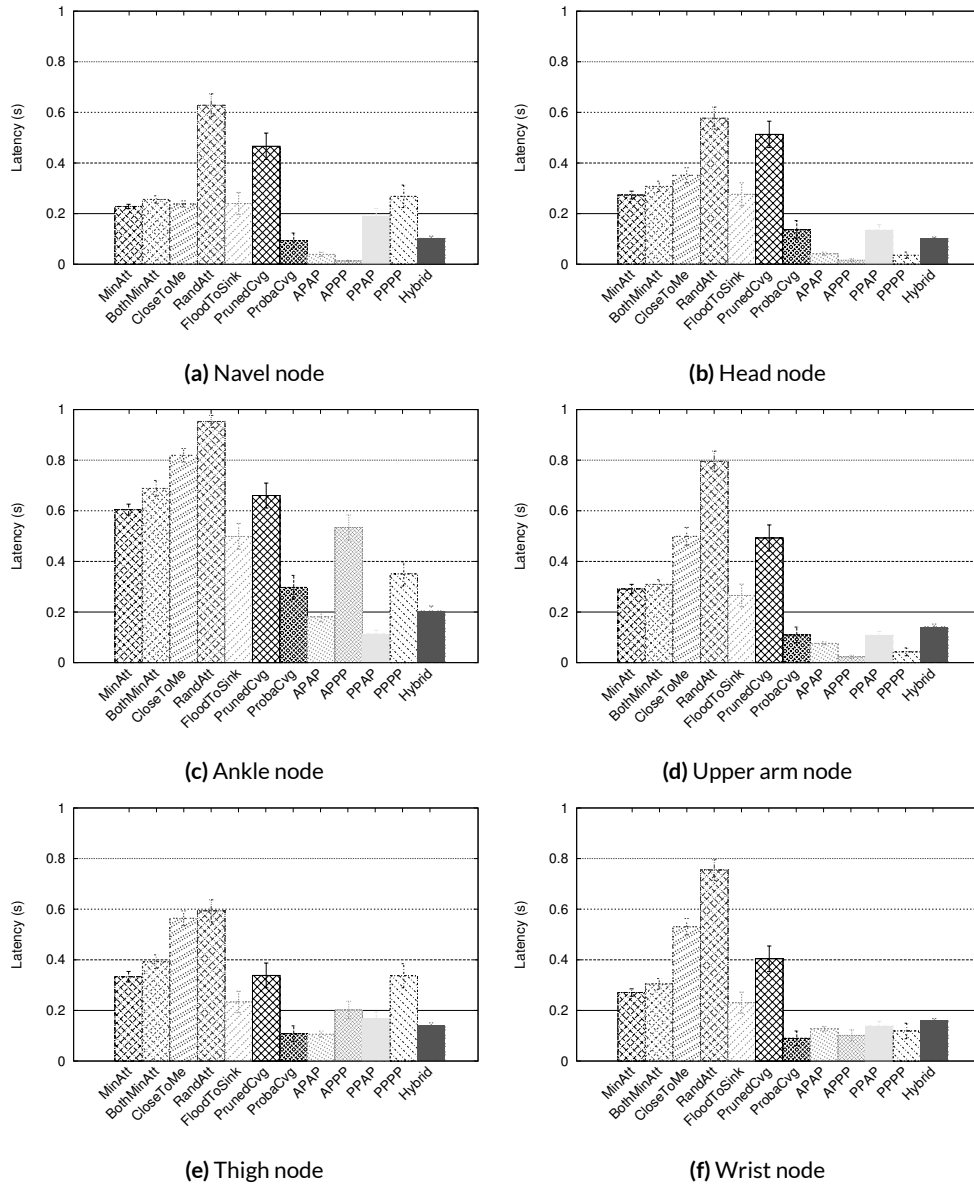 1
0.8
0.6
0.4
0.2
0
Latency (s)
MinAtt
BothMinAtt
CloseToMe
RandAtt
FloodToSink
PrunedCvg
ProbaCvg
APAP
APPP
PPAP
PPPP
Hybrid
(a) Navel node
1
0.8
0.6
0.4
0.2
0
Latency (s)
MinAtt
BothMinAtt
CloseToMe
RandAtt
FloodToSink
PrunedCvg
ProbaCvg
APAP
APPP
PPAP
PPPP
Hybrid
(b) Head node
1
0.8
0.6
0.4
0.2
0
Latency (s)
MinAtt
BothMinAtt
CloseToMe
RandAtt
FloodToSink
PrunedCvg
ProbaCvg
APAP
APPP
PPAP
PPPP
Hybrid
(c) Ankle node
1
0.8
0.6
0.4
0.2
0
Latency (s)
MinAtt
BothMinAtt
CloseToMe
RandAtt
FloodToSink
PrunedCvg
ProbaCvg
APAP
APPP
PPAP
PPPP
Hybrid
(d) Upper arm node
1
0.8
0.6
0.4
0.2
0
Latency (s)
MinAtt
BothMinAtt
CloseToMe
RandAtt
FloodToSink
PrunedCvg
ProbaCvg
APAP
APPP
PPAP
PPPP
Hybrid
(e) Thigh node
1
0.8
0.6
0.4
0.2
0
Latency (s)
MinAtt
BothMinAtt
CloseToMe
RandAtt
FloodToSink
PrunedCvg
ProbaCvg
APAP
APPP
PPAP
PPPP
Hybrid
(f) Wrist node